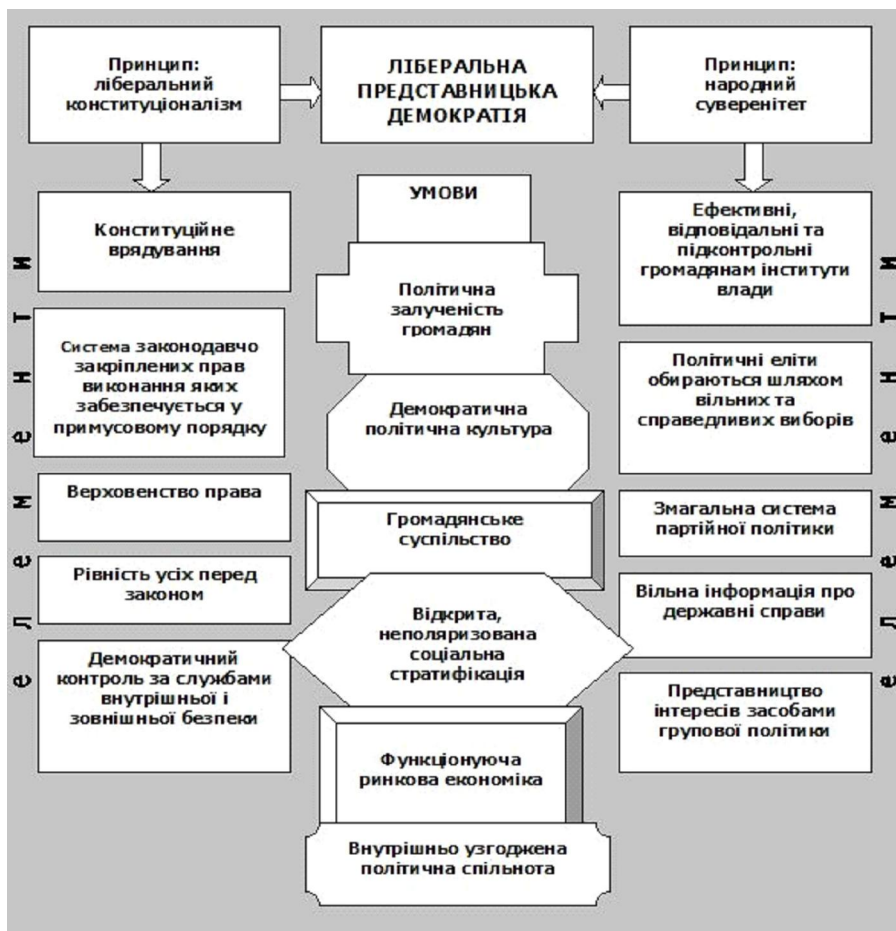 Принцип:
ліберальний
конституціоналізм
ЛІБЕРАЛЬНА
ПРЕДСТАВНИЦЬКА
ДЕМОКРАТІЯ
Принцип:
народний
суверенітет
елементи
Конституційне
врядування
Система законодавчо
закріплених прав
виконання яких
забезпечується у
примусовому порядку
Верховенство права
Рівність усіх перед
законом
Демократичний
контроль за службами
внутрішньої і
зовнішньої безпеки
УМОВИ
Політична
залученість
громадян
Демократична
політична культура
Громадянське
суспільство
Відкрита,
неполяризована
соціальна
стратифікація
Функціонуюча
ринкова економіка
Внутрішньо узгоджена
політична спільнота
Ефективні,
відповідальні та
підконтрольні
громадянам інститути
влади
Політичні еліти
обираються шляхом
вільних та
справедливих виборів
Змагальна система
партійної політики
Вільна інформація про
державні справи
Представництво
інтересів засобами
групової політики
елементи